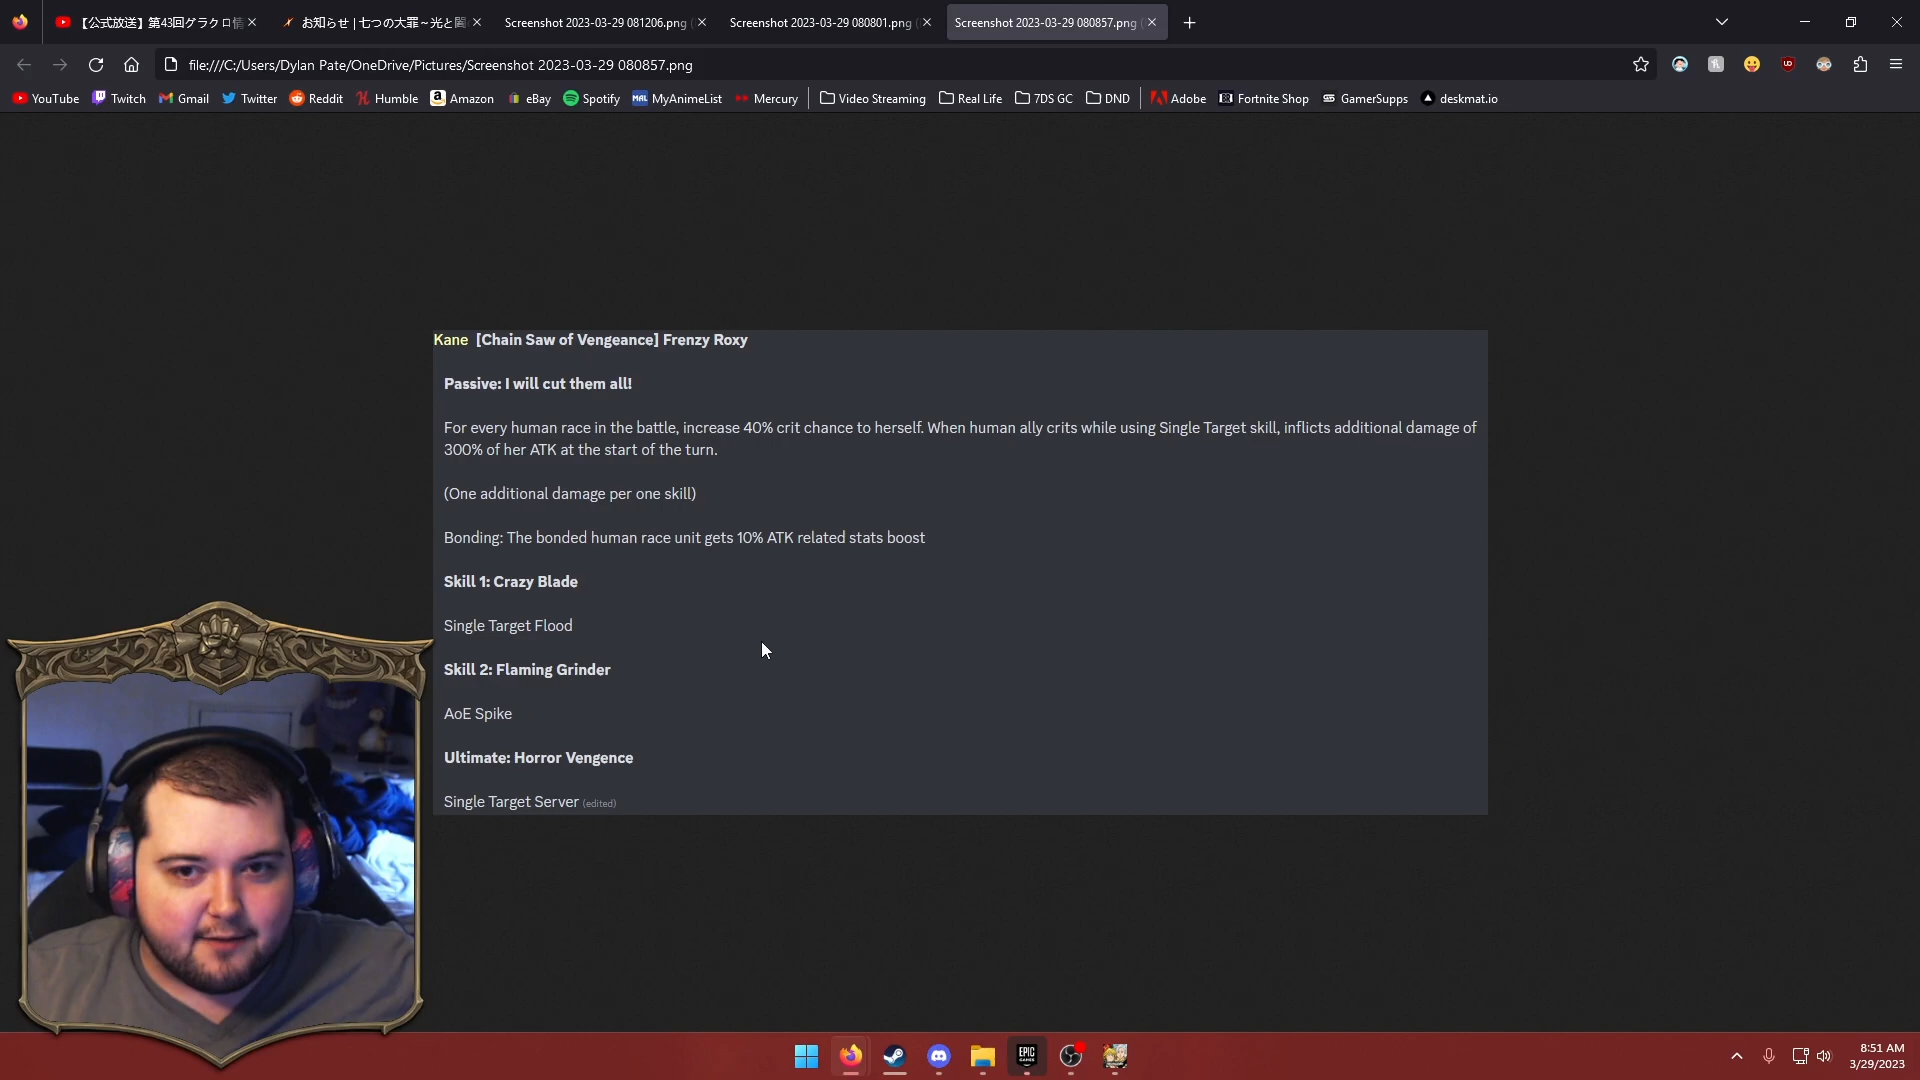 【公式放送】第43回グラクロ情
お知らせ | 七つの大罪～光と闇
Screenshot 2023-03-29 081206.png (
Screenshot 2023-03-29 080801.png (
Screenshot 2023-03-29 080857.png (
file:///C:/Users/Dylan Pate/OneDrive/Pictures/Screenshot 2023-03-29 080857.png
YouTube Twitch Gmail Twitter Reddit Humble Amazon eBay Spotify MyAnimeList Mercury Video Streaming Real Life 7DS GC DND Adobe Fortnite Shop GamerSupps deskmat.io
Kane [Chain Saw of Vengeance] Frenzy Roxy
Passive: I will cut them all!
For every human race in the battle, increase 40% crit chance to herself. When human ally crits while using Single Target skill, inflicts additional damage of
300% of her ATK at the start of the turn.
(One additional damage per one skill)
Bonding: The bonded human race unit gets 10% ATK related stats boost
Skill 1: Crazy Blade
Single Target Flood
Skill 2: Flaming Grinder
AoE Spike
Ultimate: Horror Vengence
Single Target Server (edited)
EPIC GAMES
8:51 AM
3/29/2023